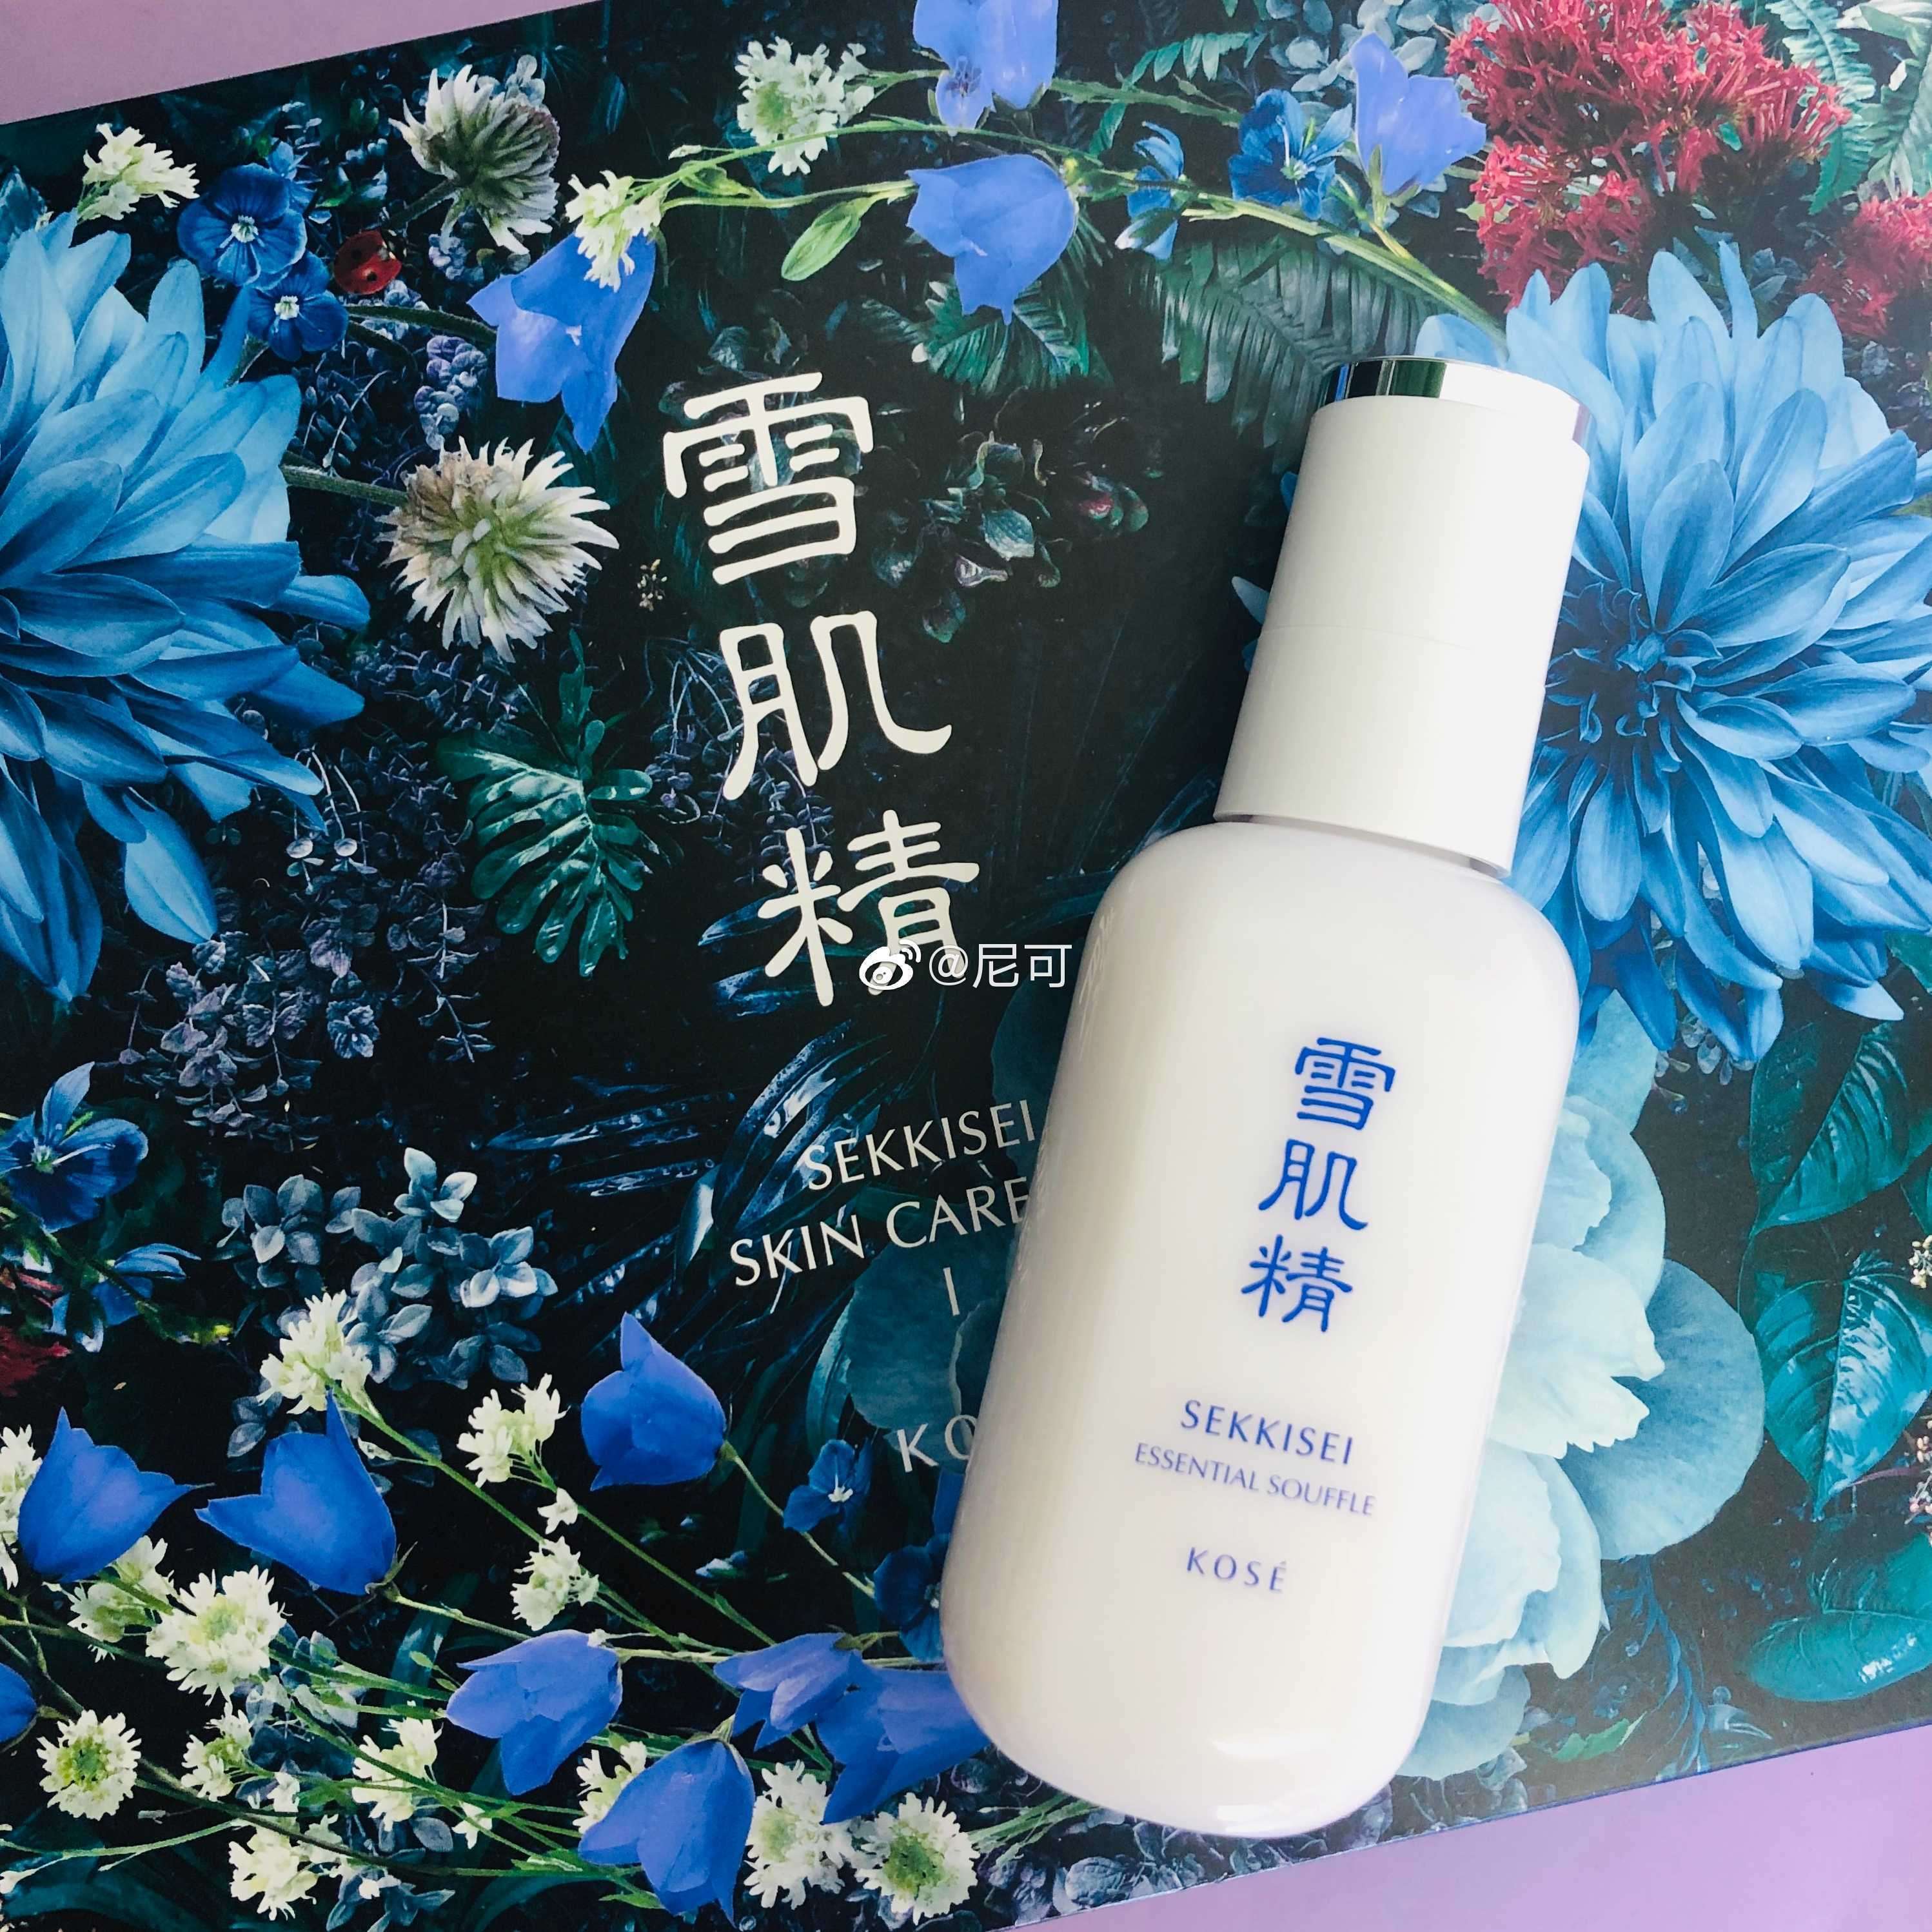 雪肌精
SEKKISEI
SKIN CARE
I
@尼可
雪肌精
SEKKISEI
ESSENTIAL SOUFFLE
KOSÉ